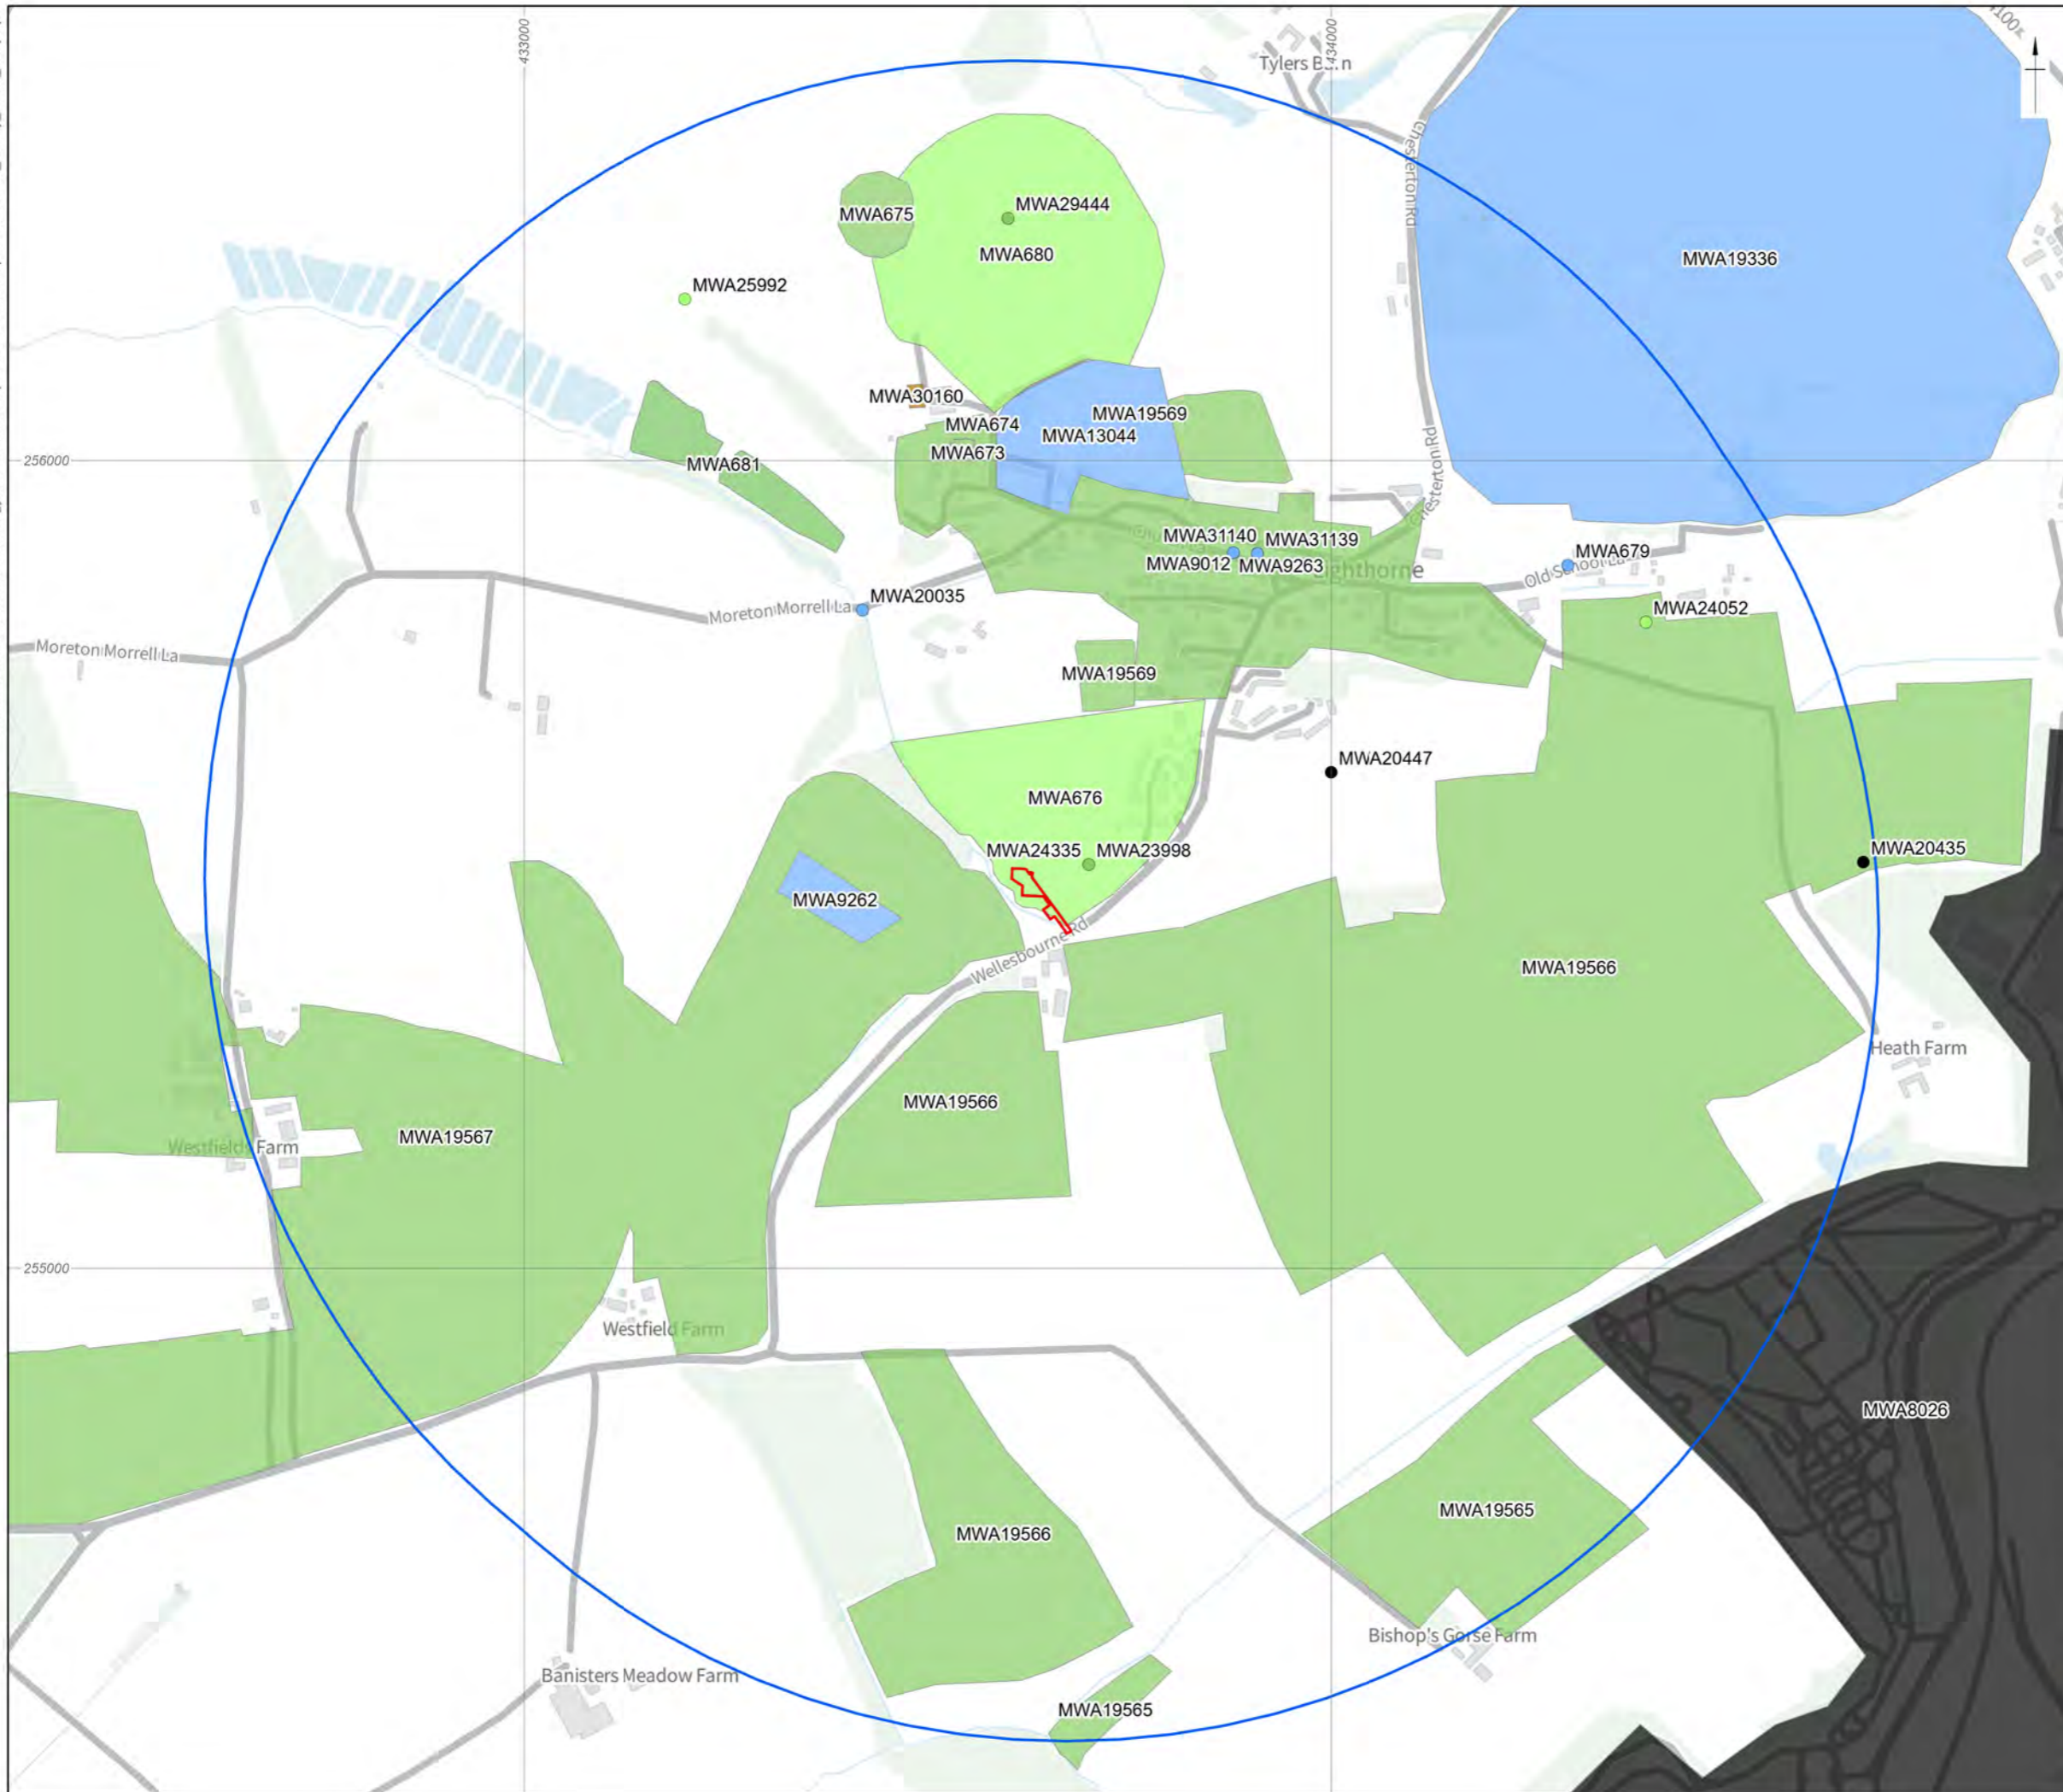 433000
434000
Tylers B
n
Chesterton Rd
MWA675
MWA29444
MWA680
MWA19336
MWA25992
MWA30160
MWA674
MWA19569
MWA13044
MWA673
256000
MWA681
Chesterton Rd
MWA31140
MWA31139
MWA9012
MWA9263
Lighthorne
MWA679
Old School La
MWA20035
Moreton Morrell La
MWA24052
Moreton Morrell La
MWA19569
MWA20447
MWA676
MWA24335
MWA23998
MWA20435
MWA9262
Wellesbourne Rd
MWA19566
Heath Farm
MWA19566
MWA19567
Westfields Farm
255000
Westfield Farm
MWA8026
MWA19565
MWA19566
Bishop's Gorse Farm
Banisters Meadow Farm
MWA19565